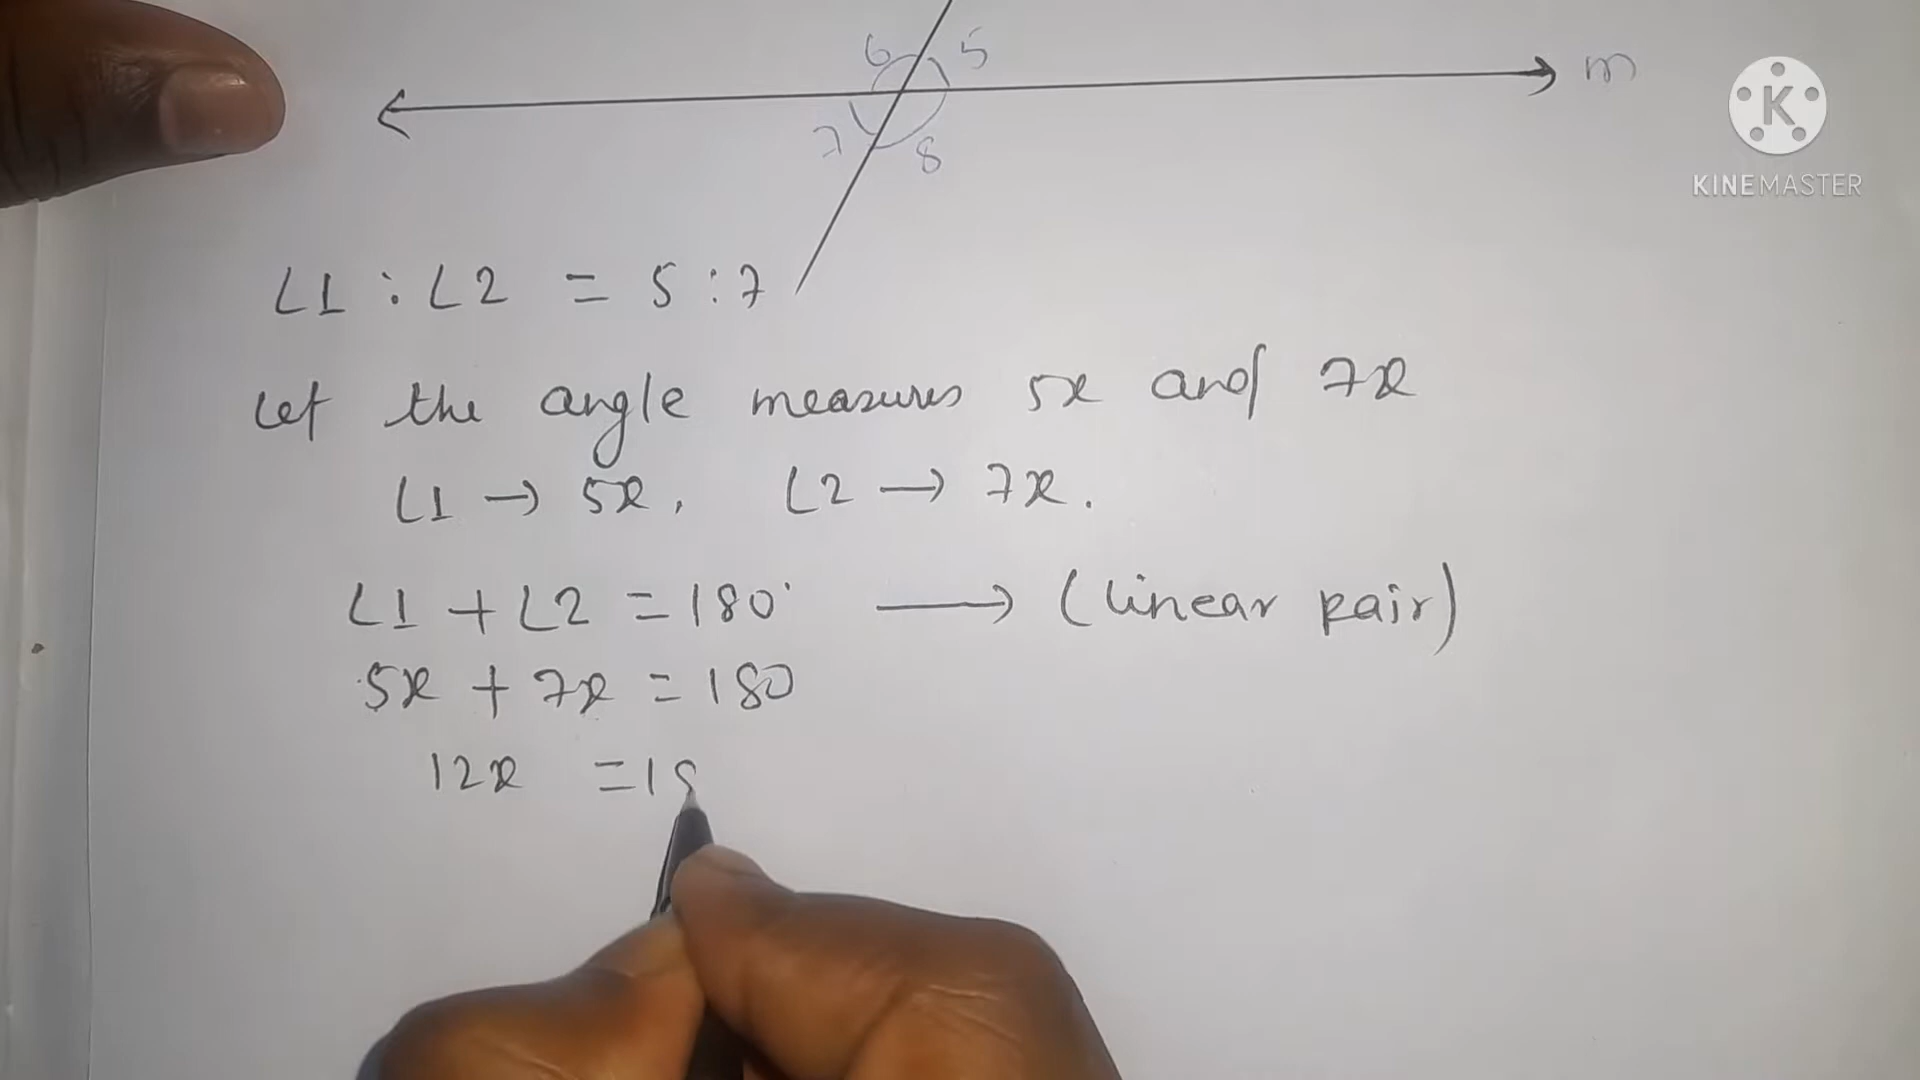 6 5 m
7 8
K
KINEMASTER
∠1 : ∠2 = 5 : 7
Let the angle measures 5x and 7x
∠1 → 5x, ∠2 → 7x.
∠1 + ∠2 = 180° → (linear pair)
5x + 7x = 180
12x = 18